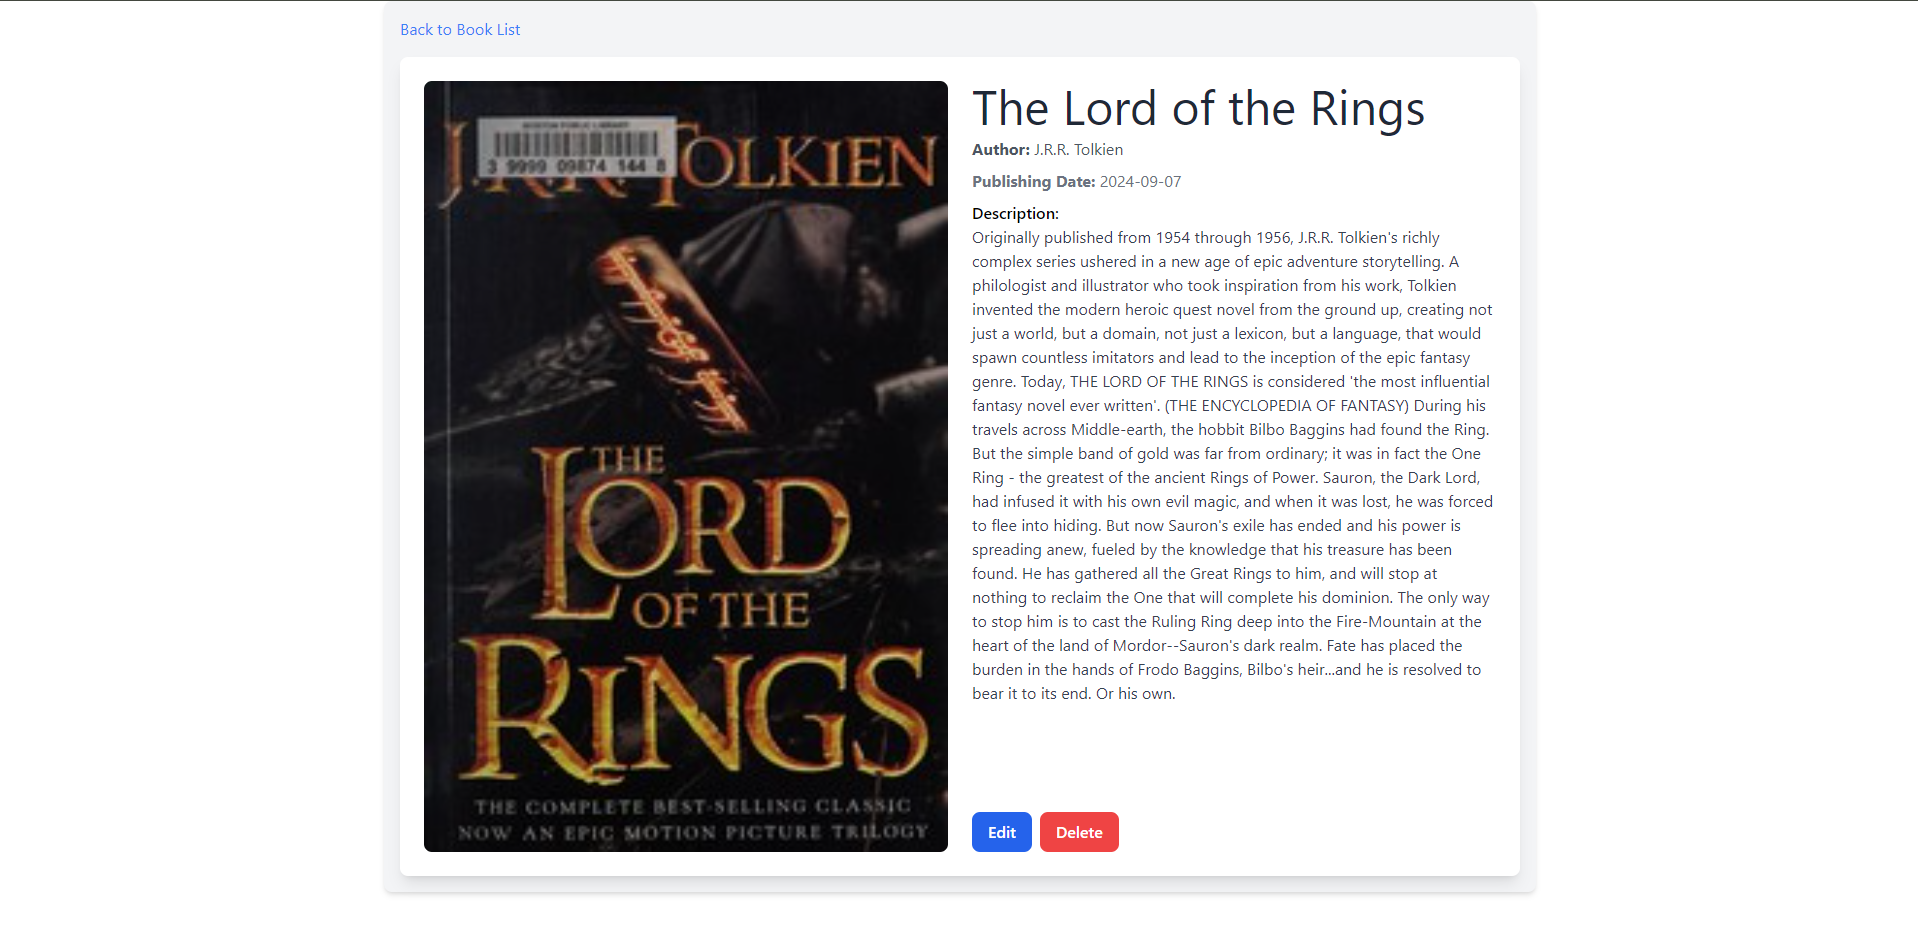 Back to Book List
J.R.R. TOLKIEN
BOSTON PUBLIC LIBRARY
3 9999 09874 144 8
THE
LORD
OF THE
RINGS
THE COMPLETE BEST-SELLING CLASSIC
NOW AN EPIC MOTION PICTURE TRILOGY
The Lord of the Rings
Author: J.R.R. Tolkien
Publishing Date: 2024-09-07
Description:
Originally published from 1954 through 1956, J.R.R. Tolkien's richly
complex series ushered in a new age of epic adventure storytelling. A
philologist and illustrator who took inspiration from his work, Tolkien
invented the modern heroic quest novel from the ground up, creating not
just a world, but a domain, not just a lexicon, but a language, that would
spawn countless imitators and lead to the inception of the epic fantasy
genre. Today, THE LORD OF THE RINGS is considered 'the most influential
fantasy novel ever written'. (THE ENCYCLOPEDIA OF FANTASY) During his
travels across Middle-earth, the hobbit Bilbo Baggins had found the Ring.
But the simple band of gold was far from ordinary; it was in fact the One
Ring - the greatest of the ancient Rings of Power. Sauron, the Dark Lord,
had infused it with his own evil magic, and when it was lost, he was forced
to flee into hiding. But now Sauron's exile has ended and his power is
spreading anew, fueled by the knowledge that his treasure has been
found. He has gathered all the Great Rings to him, and will stop at
nothing to reclaim the One that will complete his dominion. The only way
to stop him is to cast the Ruling Ring deep into the Fire-Mountain at the
heart of the land of Mordor--Sauron's dark realm. Fate has placed the
burden in the hands of Frodo Baggins, Bilbo's heir...and he is resolved to
bear it to its end. Or his own.
Edit
Delete